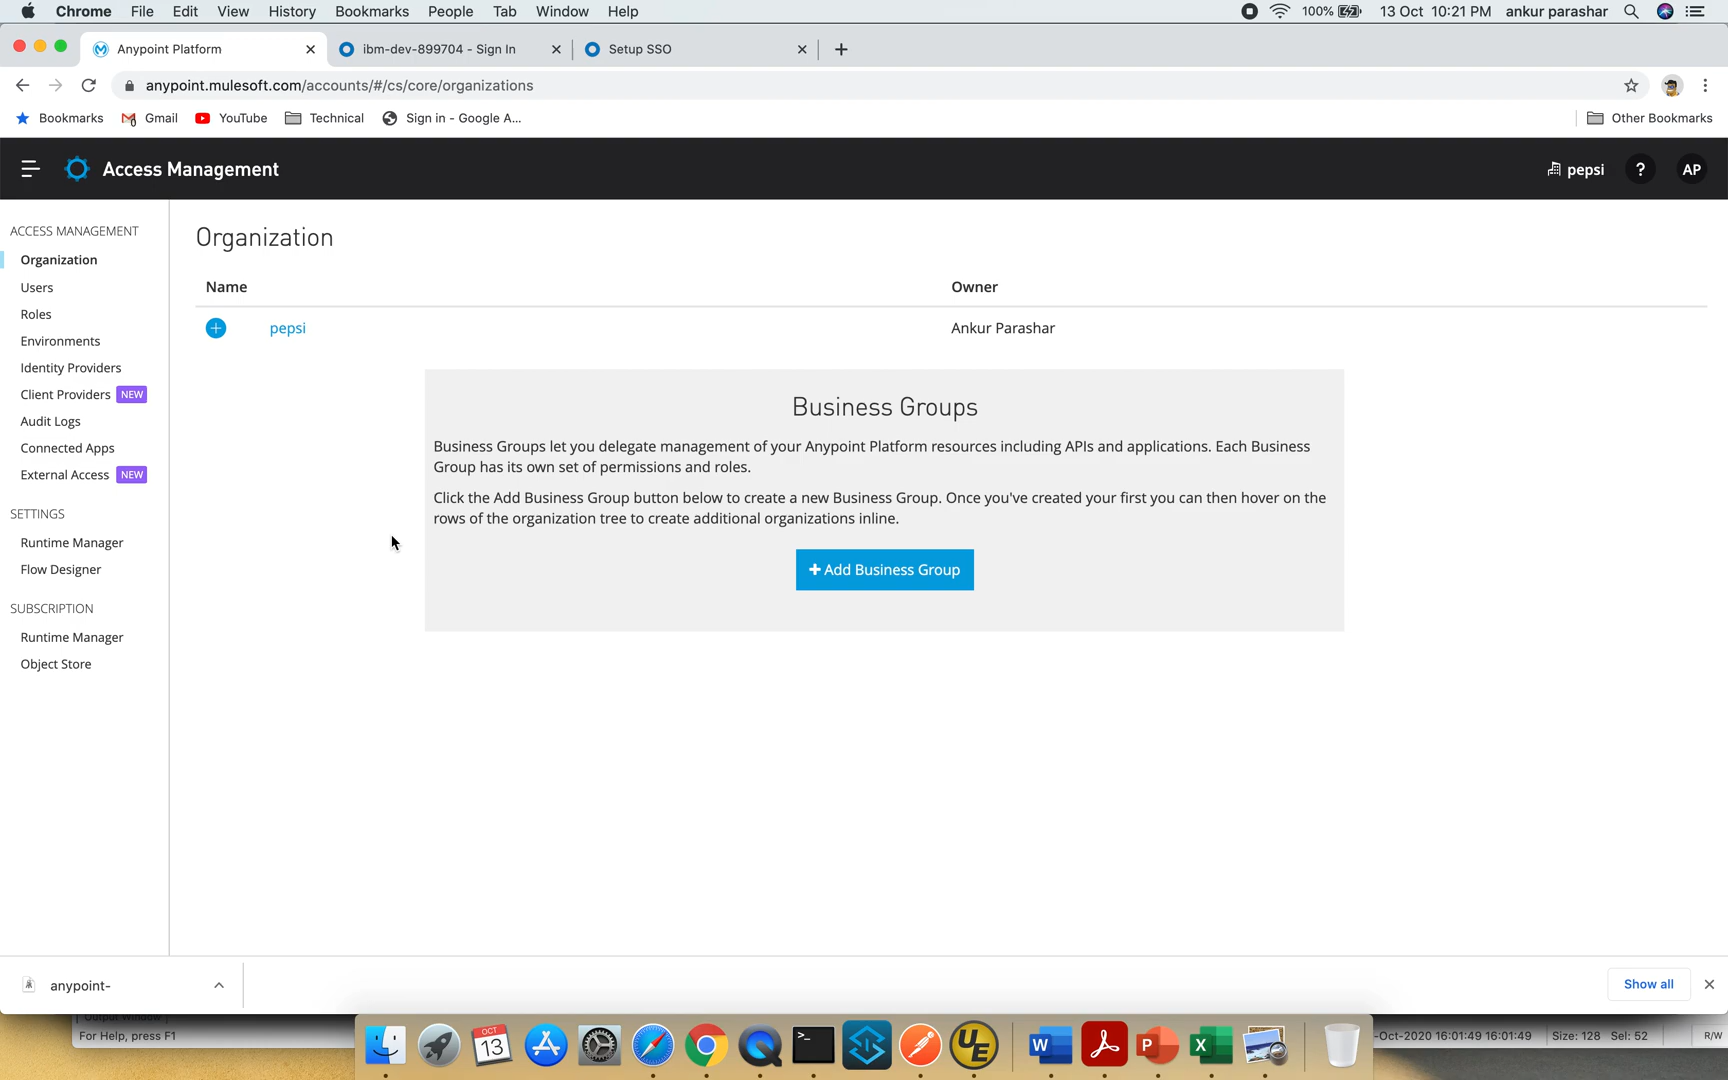 Chrome File Edit View History Bookmarks People Tab Window Help 100% 13 Oct 10:21 PM ankur parashar
Anypoint Platform ibm-dev-899704 - Sign In Setup SSO
anypoint.mulesoft.com/accounts/#/cs/core/organizations
Bookmarks Gmail YouTube Technical Sign in - Google A... Other Bookmarks
Access Management pepsi ? AP
ACCESS MANAGEMENT
Organization
Users
Roles
Environments
Identity Providers
Client Providers NEW
Audit Logs
Connected Apps
External Access NEW
SETTINGS
Runtime Manager
Flow Designer
SUBSCRIPTION
Runtime Manager
Object Store
Organization
Name Owner
pepsi Ankur Parashar
Business Groups
Business Groups let you delegate management of your Anypoint Platform resources including APIs and applications. Each Business
Group has its own set of permissions and roles.
Click the Add Business Group button below to create a new Business Group. Once you've created your first you can then hover on the
rows of the organization tree to create additional organizations inline.
+ Add Business Group
anypoint- Show all
Output Window
For Help, press F1 -Oct-2020 16:01:49 16:01:49 Size: 128 Sel: 52 R/W
OCT
13
>_
UE
W
P
X